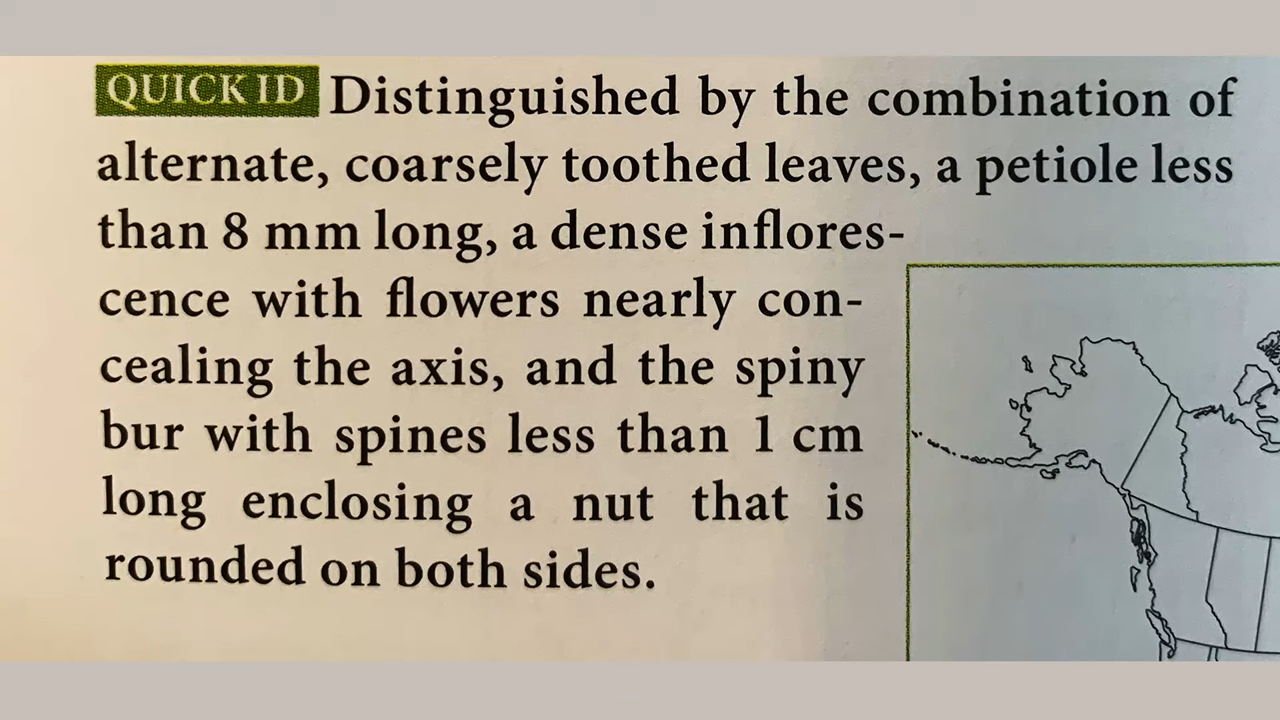 QUICK ID Distinguished by the combination of
alternate, coarsely toothed leaves, a petiole less
than 8 mm long, a dense inflores-
cence with flowers nearly con-
cealing the axis, and the spiny
bur with spines less than 1 cm
long enclosing a nut that is
rounded on both sides.